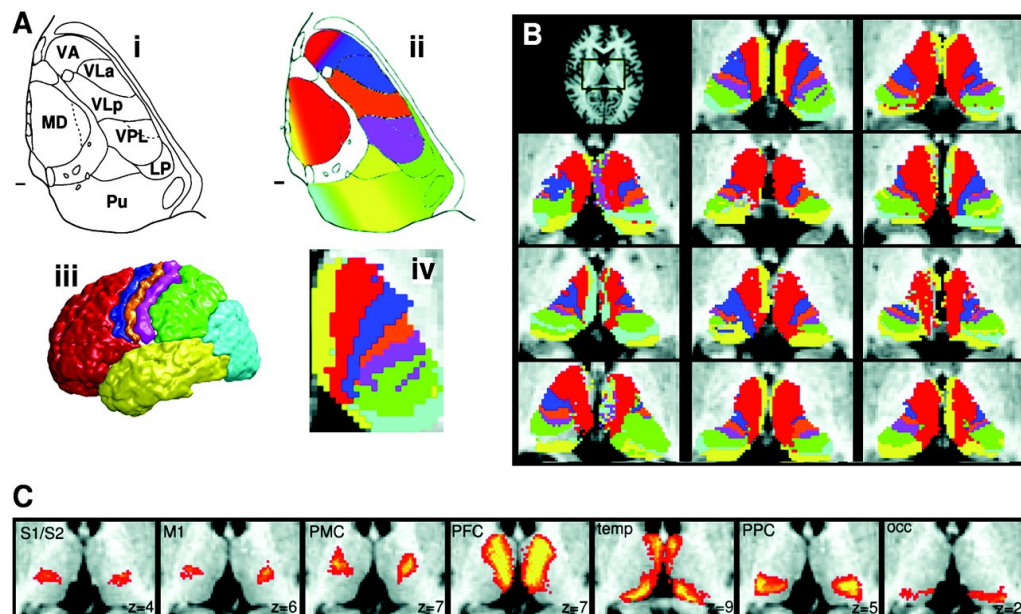 A
i
VA
VLa
VLp
MD
VPL
LP
Pu
ii
iii
iv
B
C
S1/S2
z=4
M1
z=6
PMC
z=7
PFC
z=7
temp
z=9
PPC
z=5
occ